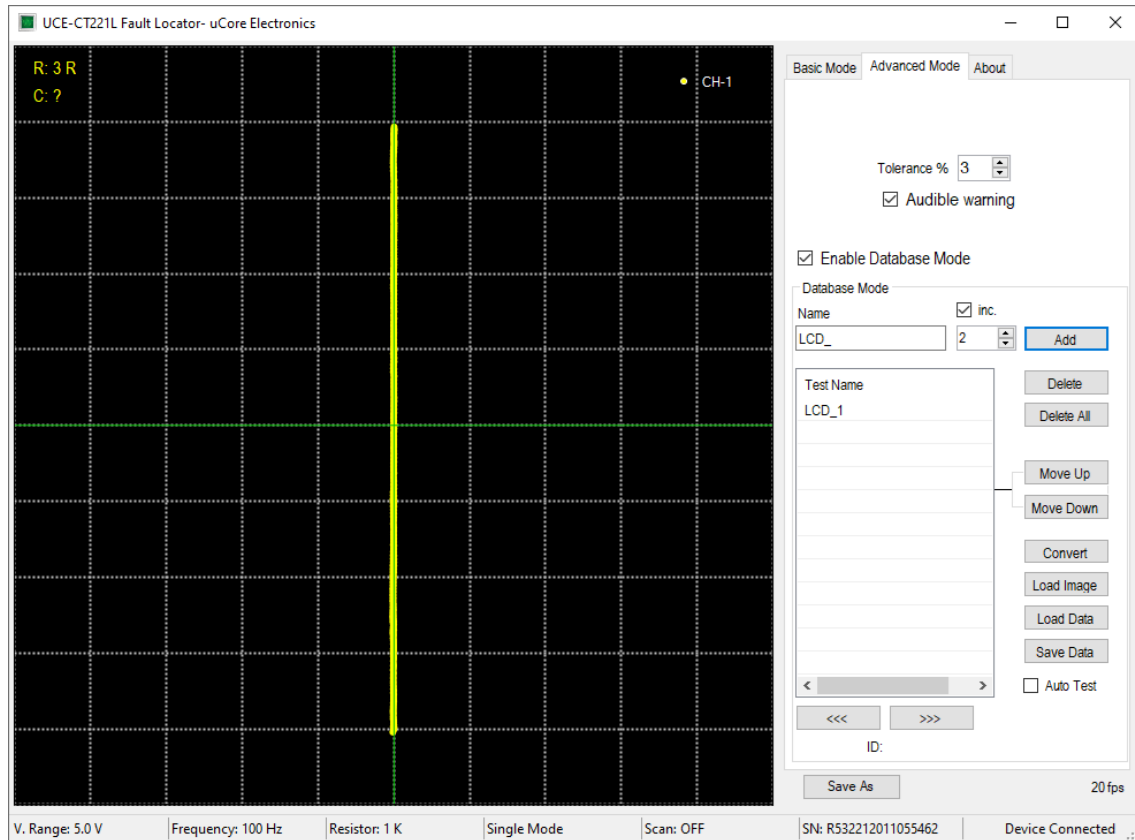 UCE-CT221L Fault Locator- uCore Electronics
R: 3 R
C: ?
CH-1
Basic Mode Advanced Mode About
Tolerance % 3
Audible warning
Enable Database Mode
Database Mode
Name inc.
LCD_ 2 Add
Test Name
LCD_1
Delete
Delete All
Move Up
Move Down
Convert
Load Image
Load Data
Save Data
Auto Test
<<< >>>
ID:
Save As 20 fps
V. Range: 5.0 V Frequency: 100 Hz Resistor: 1 K Single Mode Scan: OFF SN: R532212011055462 Device Connected